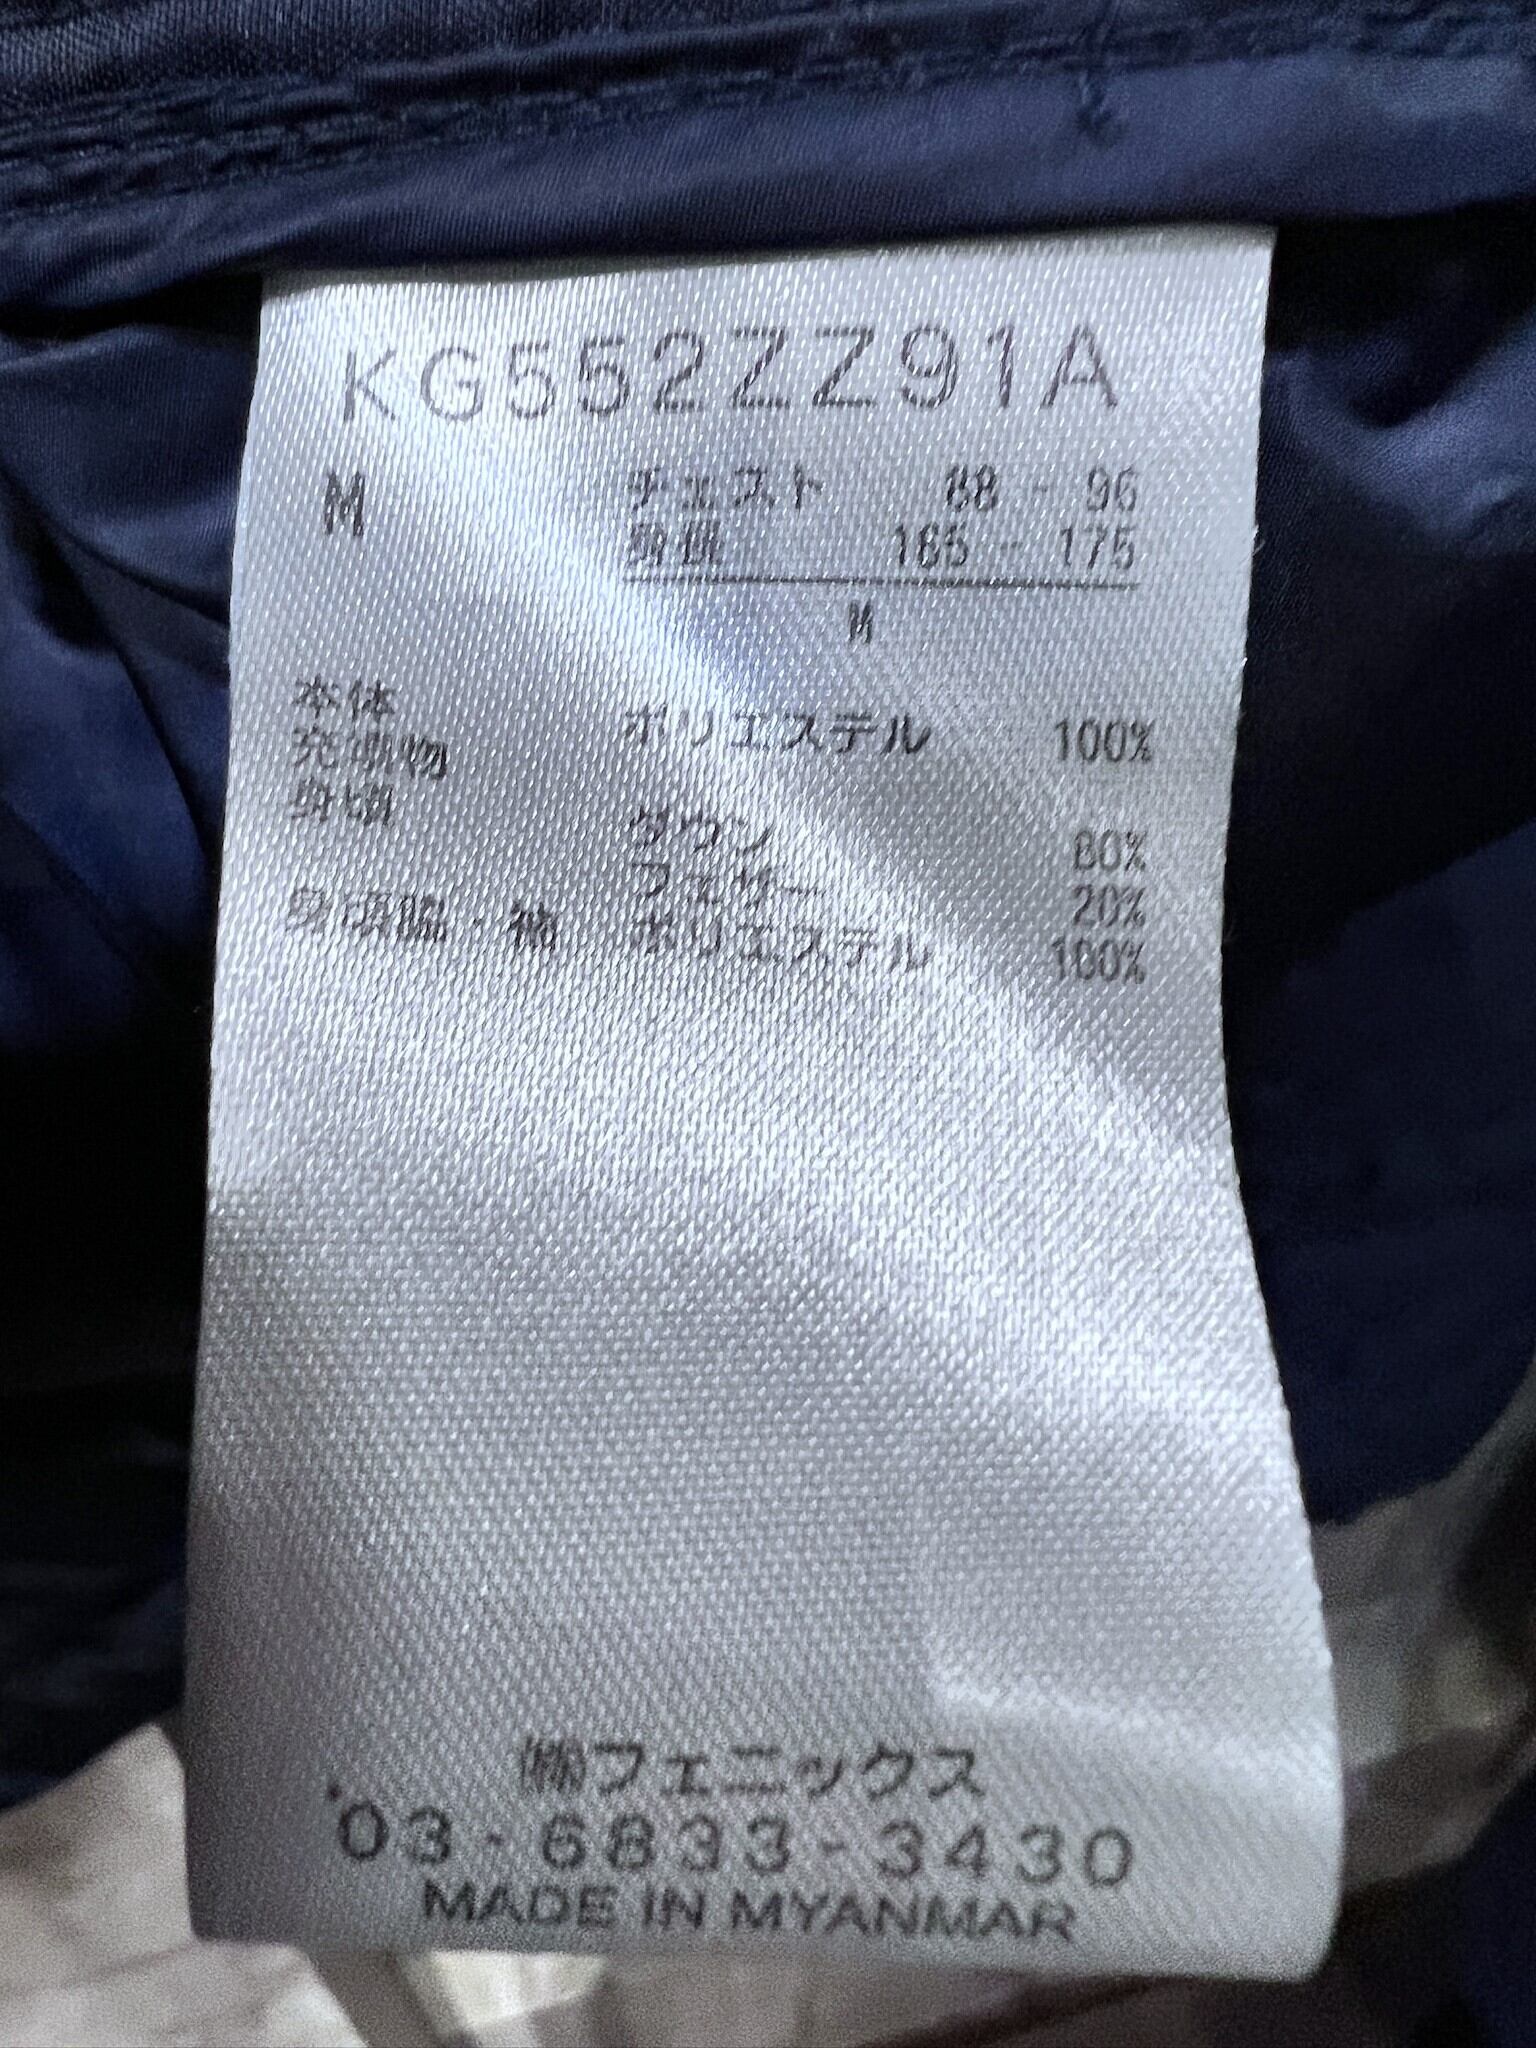 KG552ZZ91A
M チェスト 88 - 96
身長 165 - 175
M
本体 ポリエステル 100%
充填物
身頃 ダウン 80%
フェザー 20%
身頃脇・袖 ポリエステル 100%
㈱フェニックス
03-6833-3430
MADE IN MYANMAR